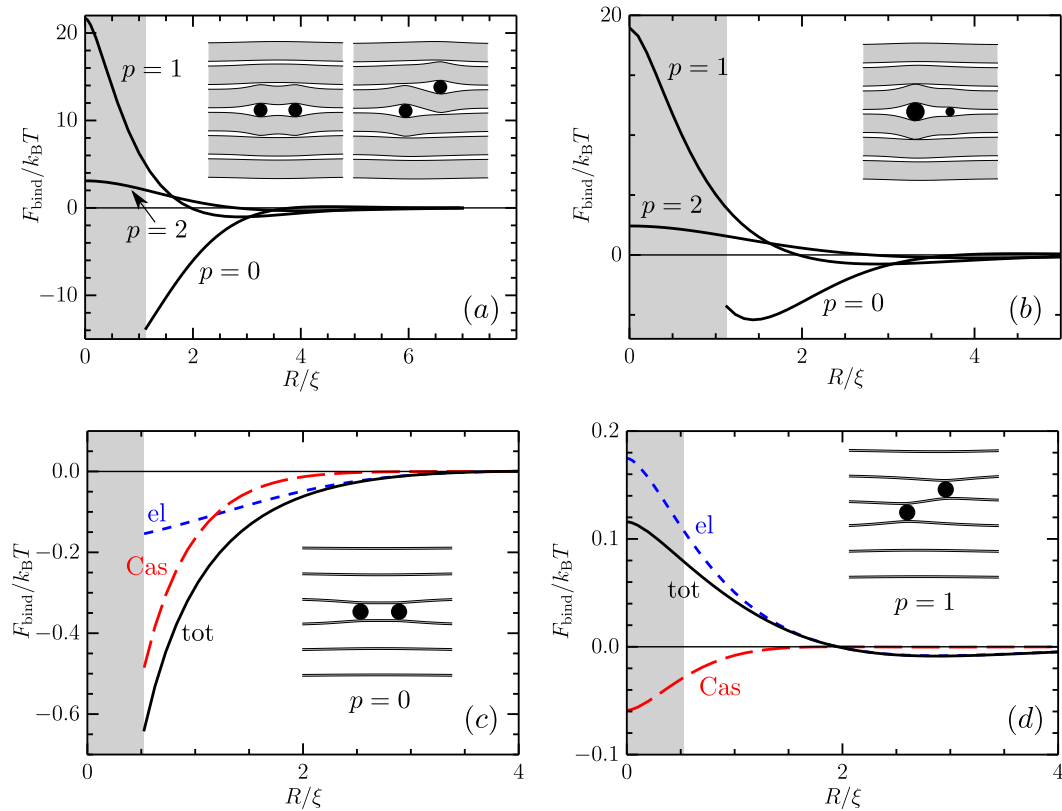 20
10
0
−10
F_bind/k_BT
p = 1
p = 2
p = 0
(a)
0
2
4
6
R/ξ
20
10
0
F_bind/k_BT
p = 1
p = 2
p = 0
(b)
0
1
2
3
4
R/ξ
0.0
−0.2
−0.4
−0.6
F_bind/k_BT
el
Cas
tot
p = 0
(c)
0
2
4
R/ξ
0.2
0.1
0.0
−0.1
F_bind/k_BT
el
tot
Cas
p = 1
(d)
0
2
4
R/ξ